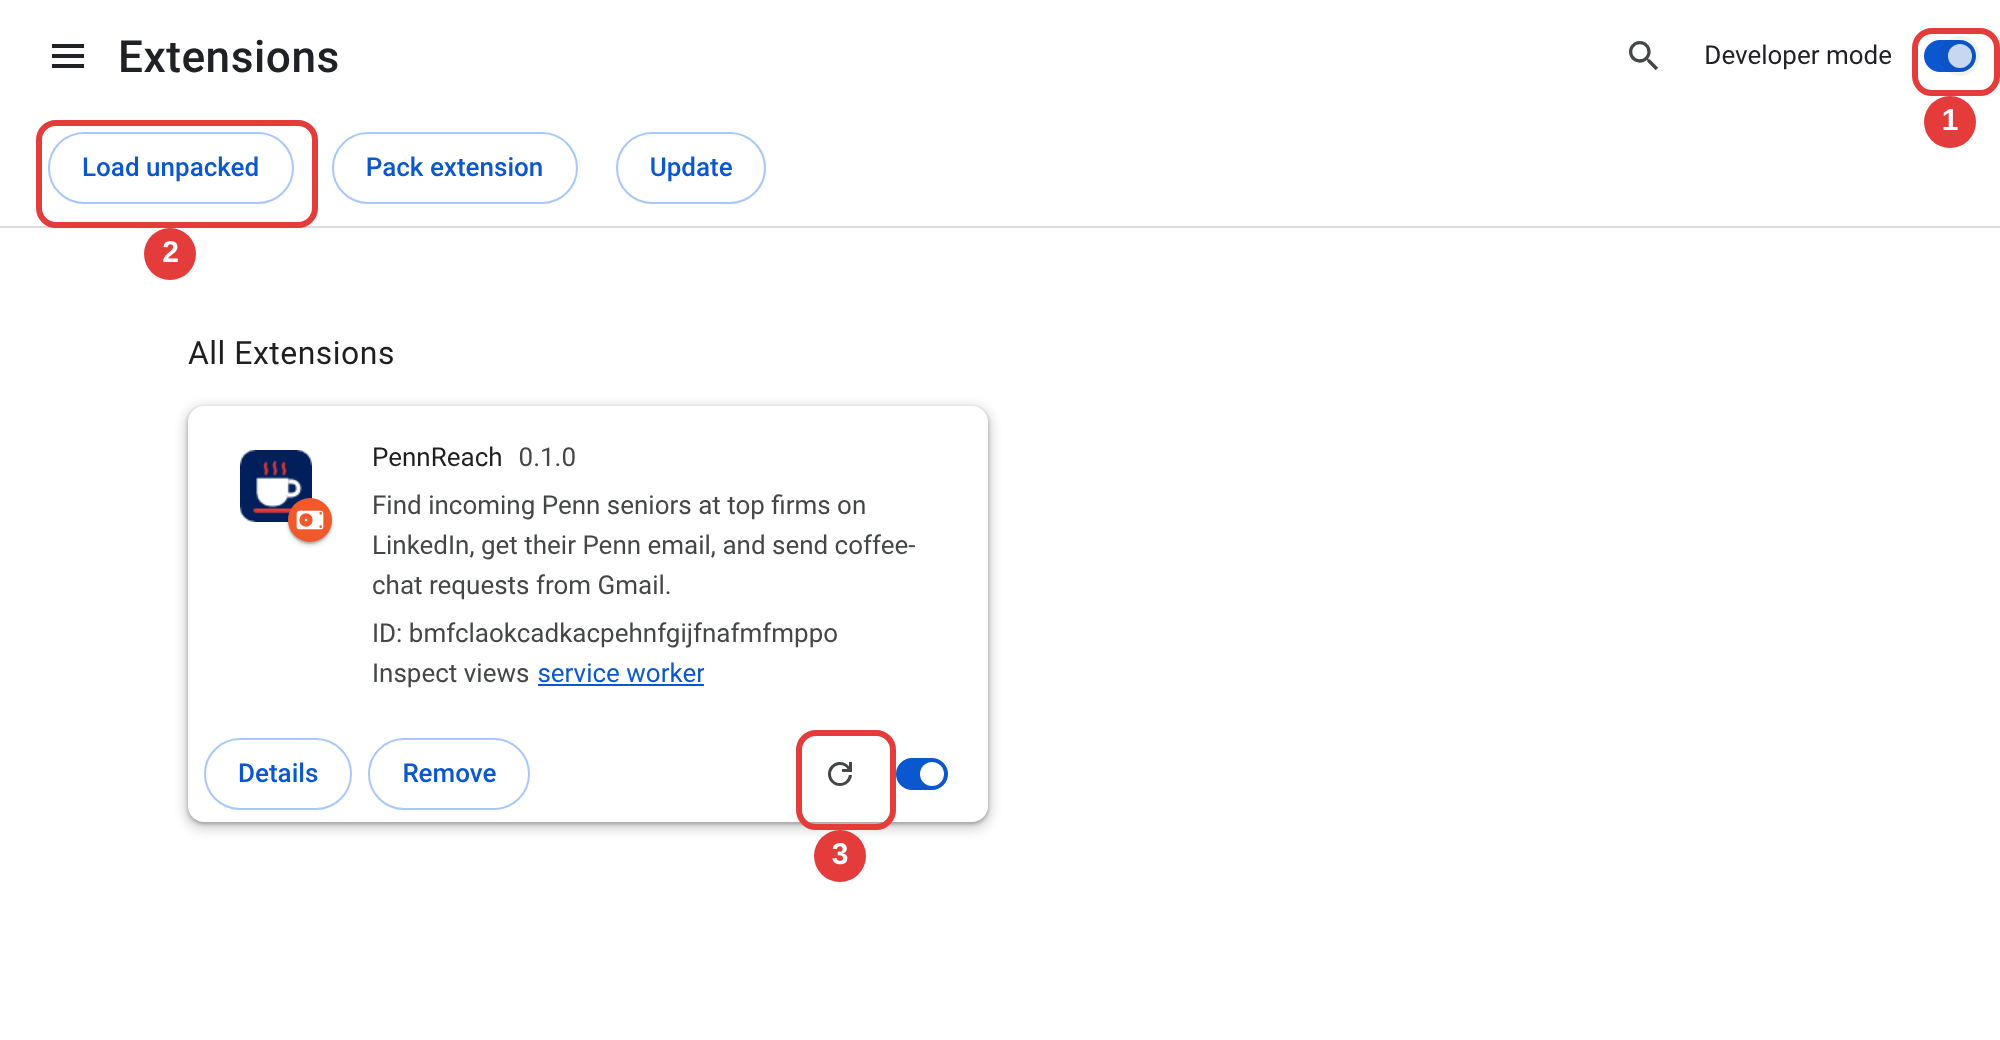 Extensions
Developer mode
1
Load unpacked
Pack extension
Update
2
All Extensions
PennReach 0.1.0
Find incoming Penn seniors at top firms on
LinkedIn, get their Penn email, and send coffee-
chat requests from Gmail.
ID: bmfclaokcadkacpehnfgijfnafmfmppo
Inspect views service worker
Details
Remove
3